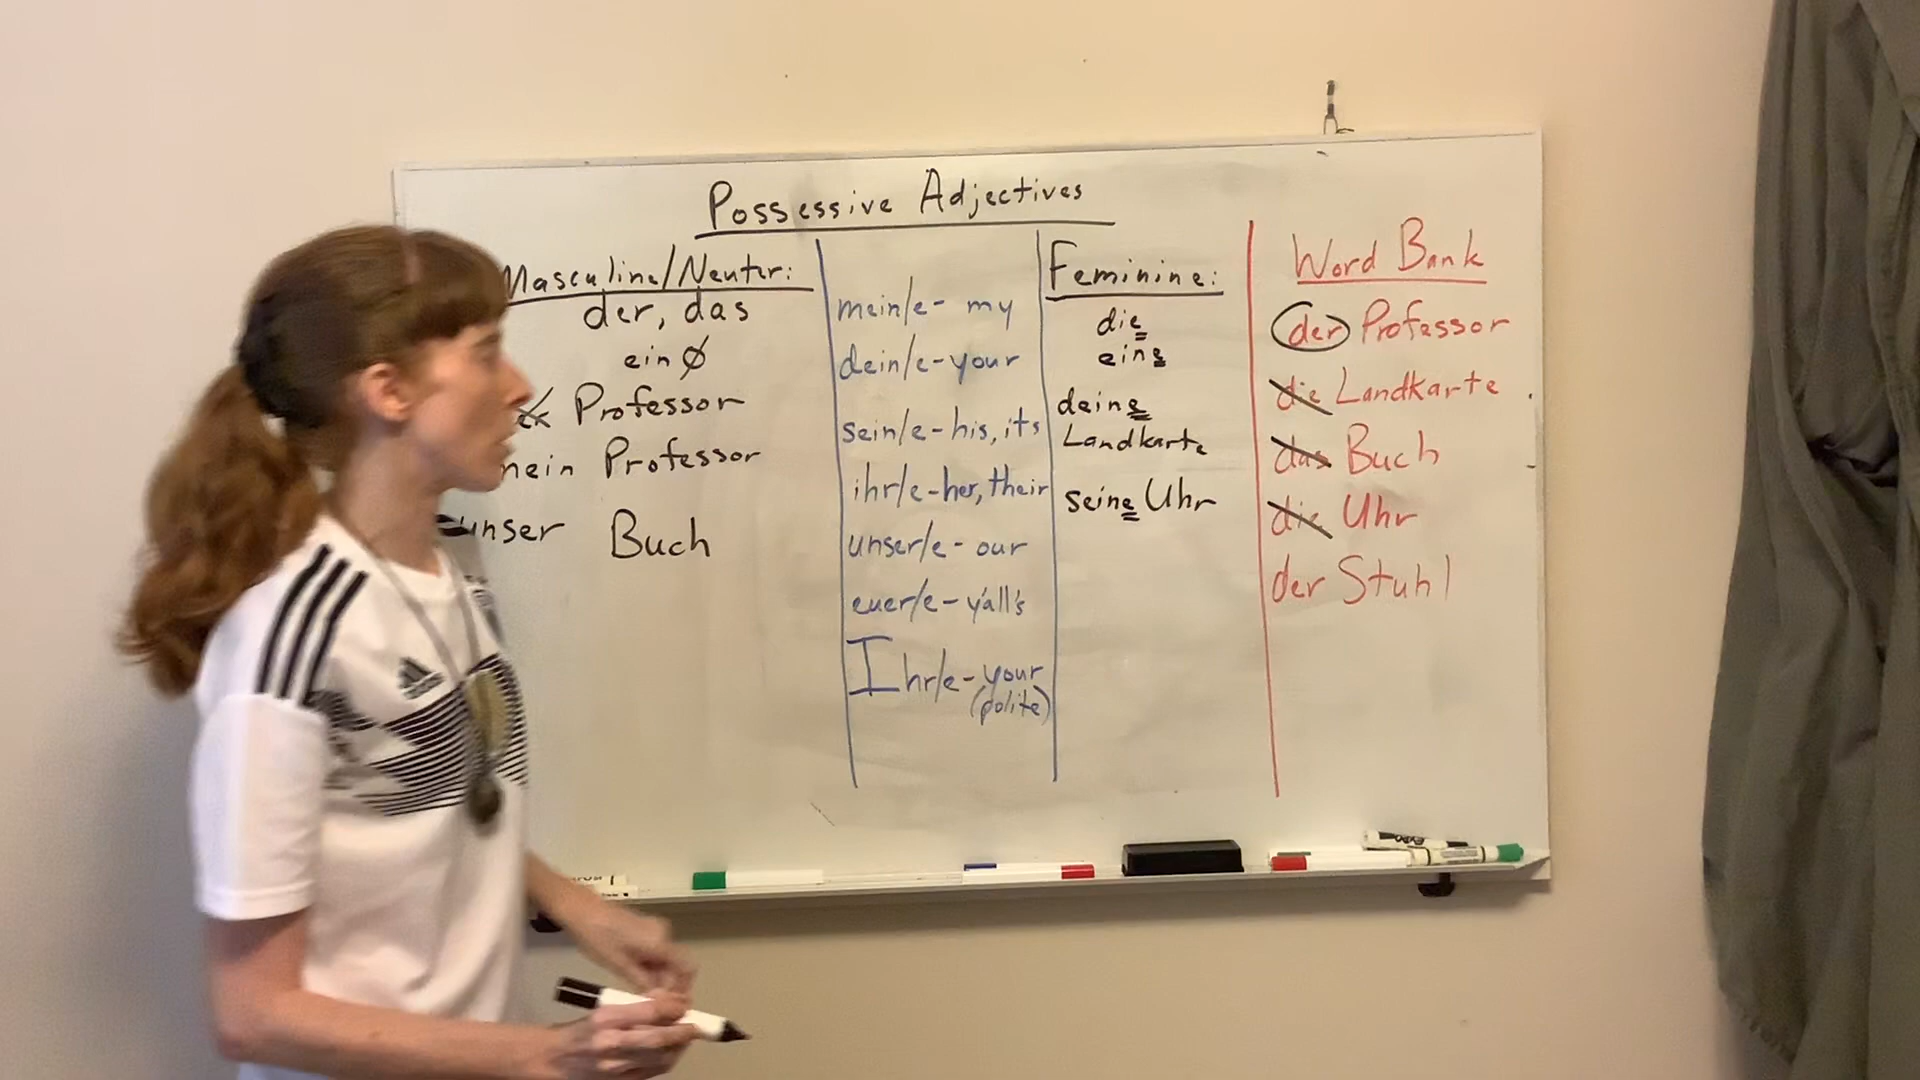 Possessive Adjectives
Masculine/Neuter:
der, das
ein ∅
Professor
mein Professor
unser Buch
mein/e- my
dein/e-your
sein/e-his, its
ihr/e-her, their
unser/e- our
euer/e- y'all's
Ihr/e-your
(polite)
Feminine:
die
eine
deine
Landkarte
seine Uhr
Word Bank
der Professor
die Landkarte
das Buch
die Uhr
der Stuhl